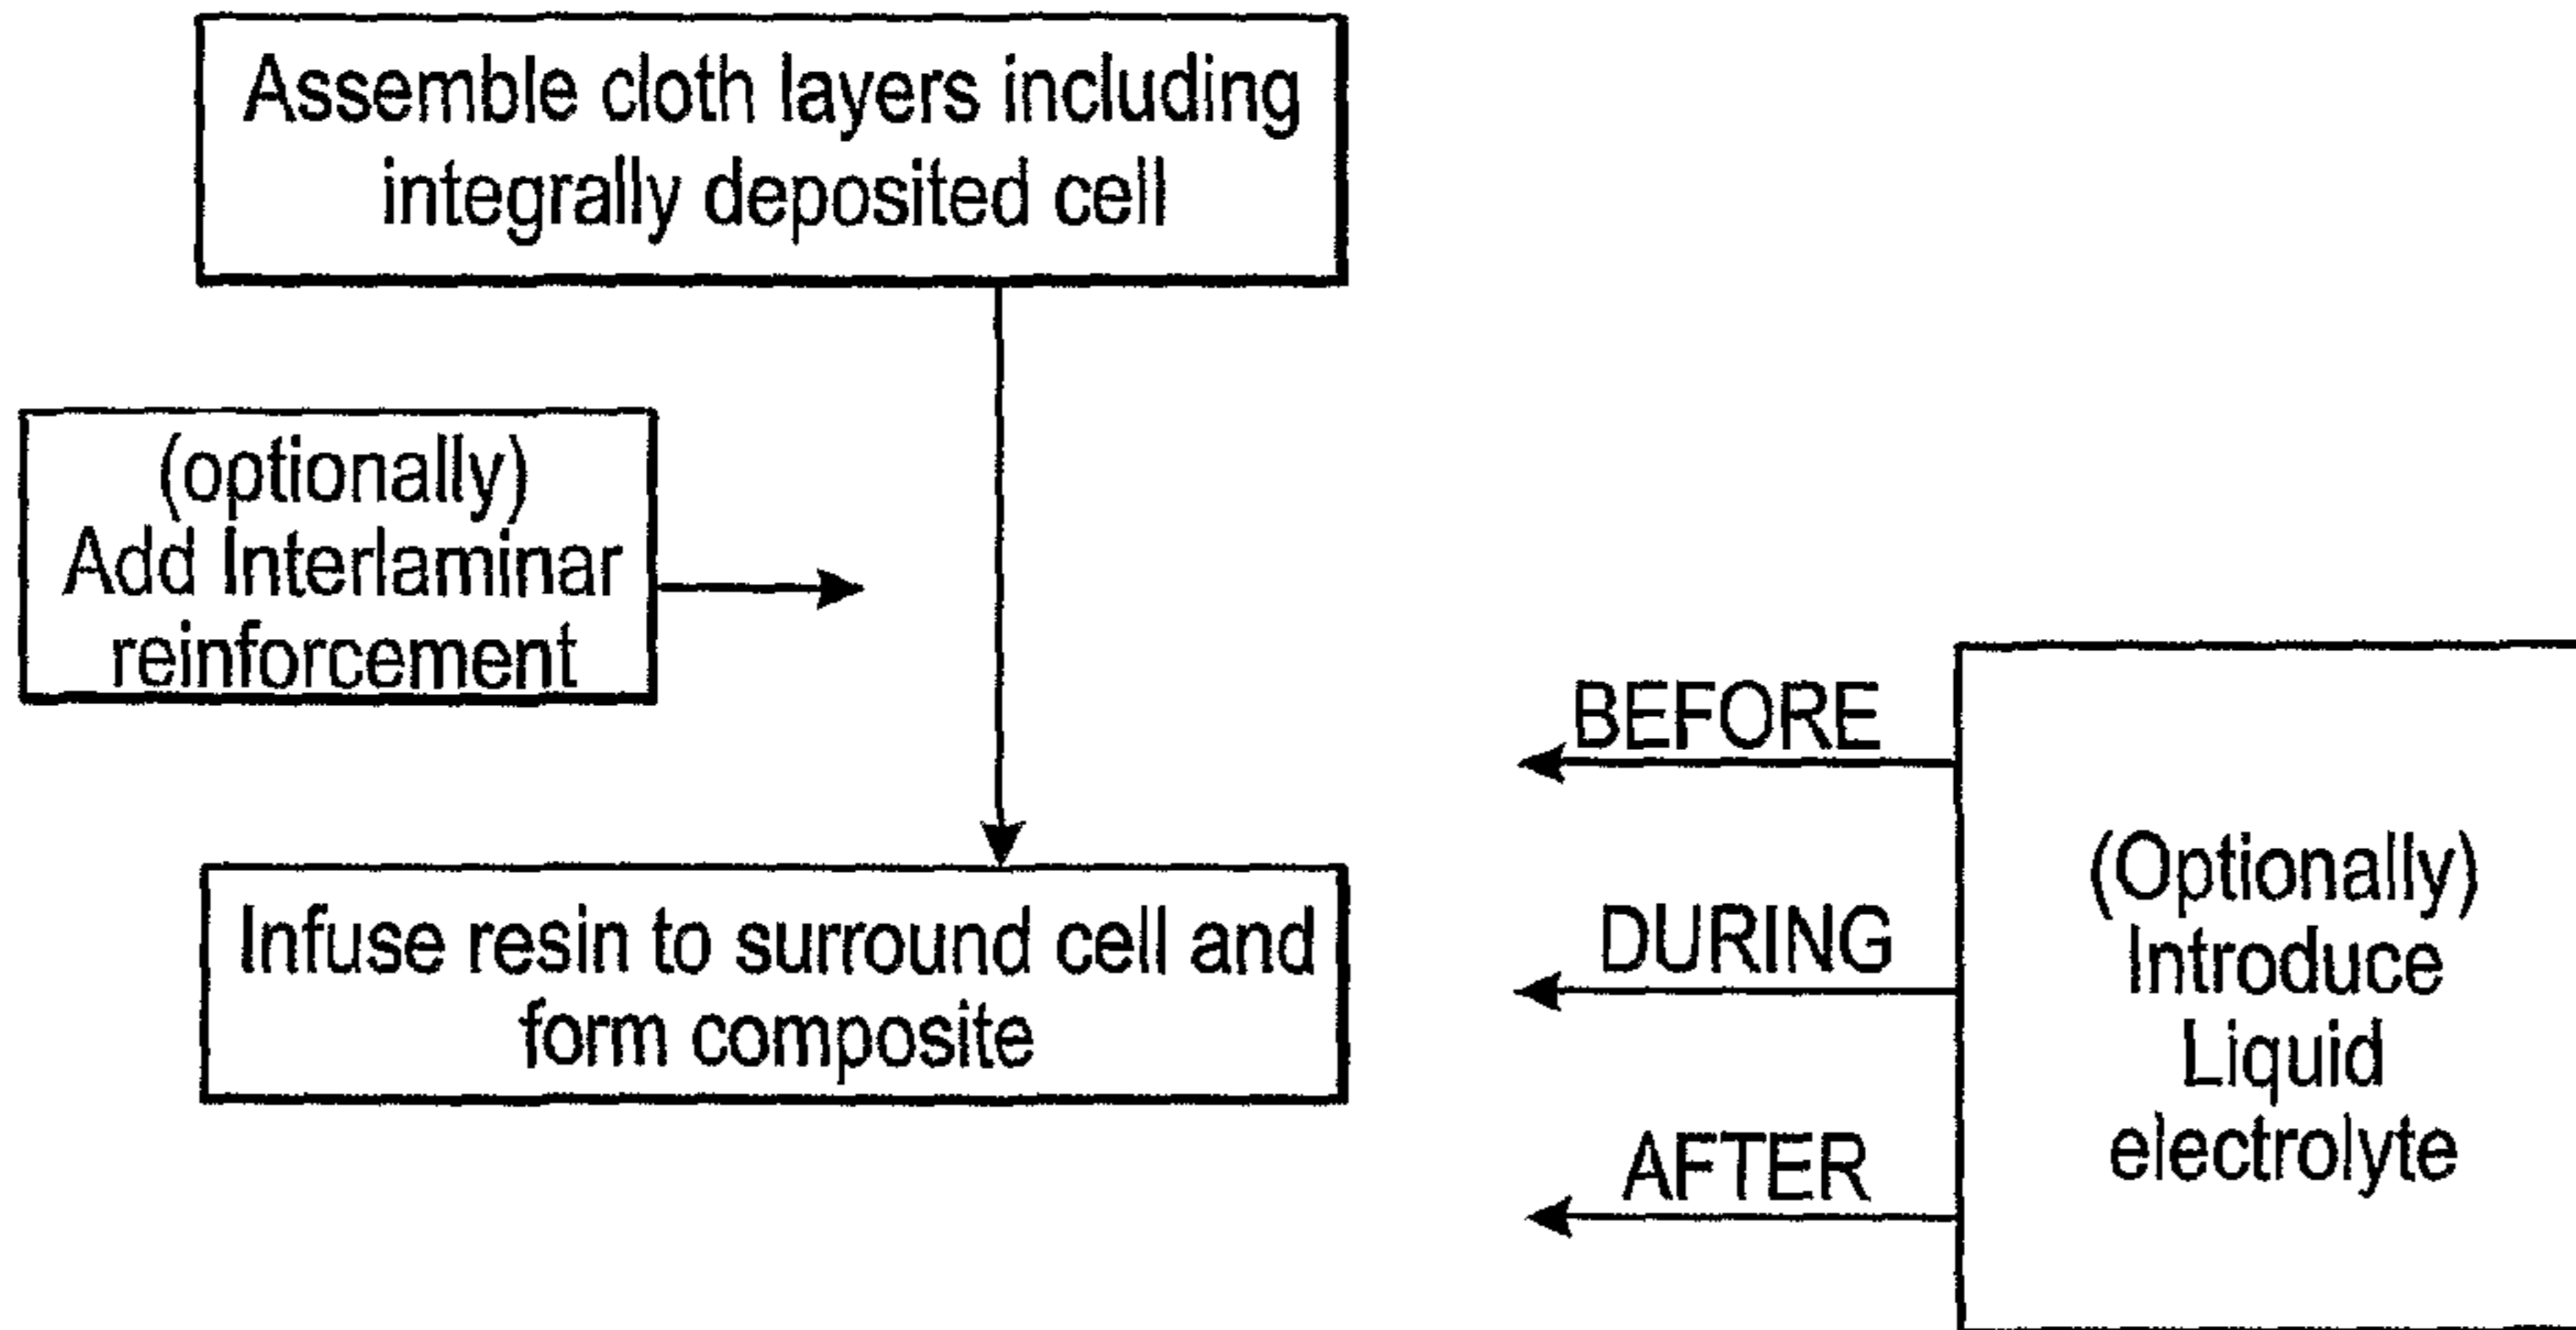 Assemble cloth layers including
integrally deposited cell
(optionally)
Add Interlaminar
reinforcement
Infuse resin to surround cell and
form composite
BEFORE
DURING
AFTER
(Optionally)
Introduce
Liquid
electrolyte